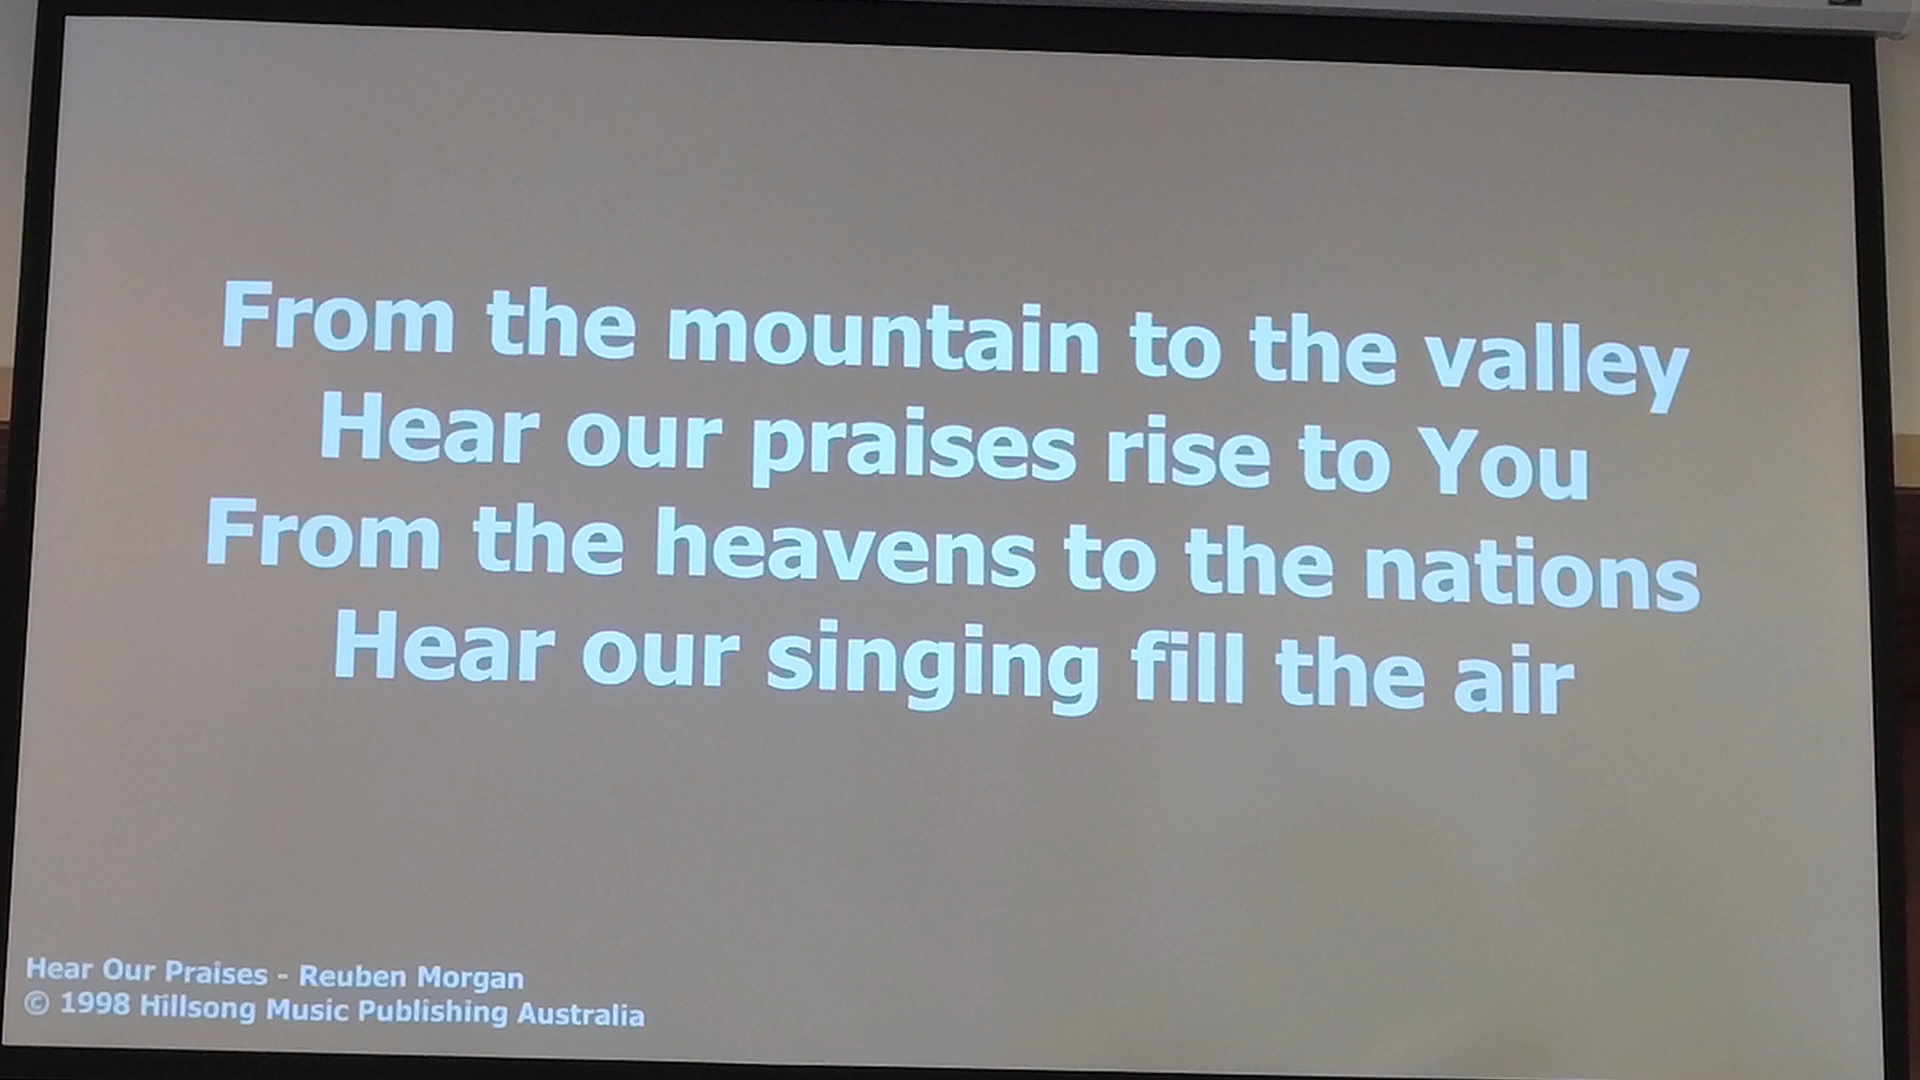 From the mountain to the valley
Hear our praises rise to You
From the heavens to the nations
Hear our singing fill the air
Hear Our Praises - Reuben Morgan
© 1998 Hillsong Music Publishing Australia